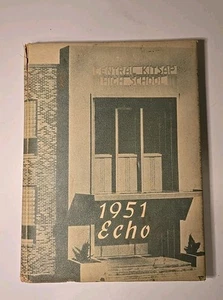 CENTRAL KITSAP
HIGH SCHOOL
1951
Echo